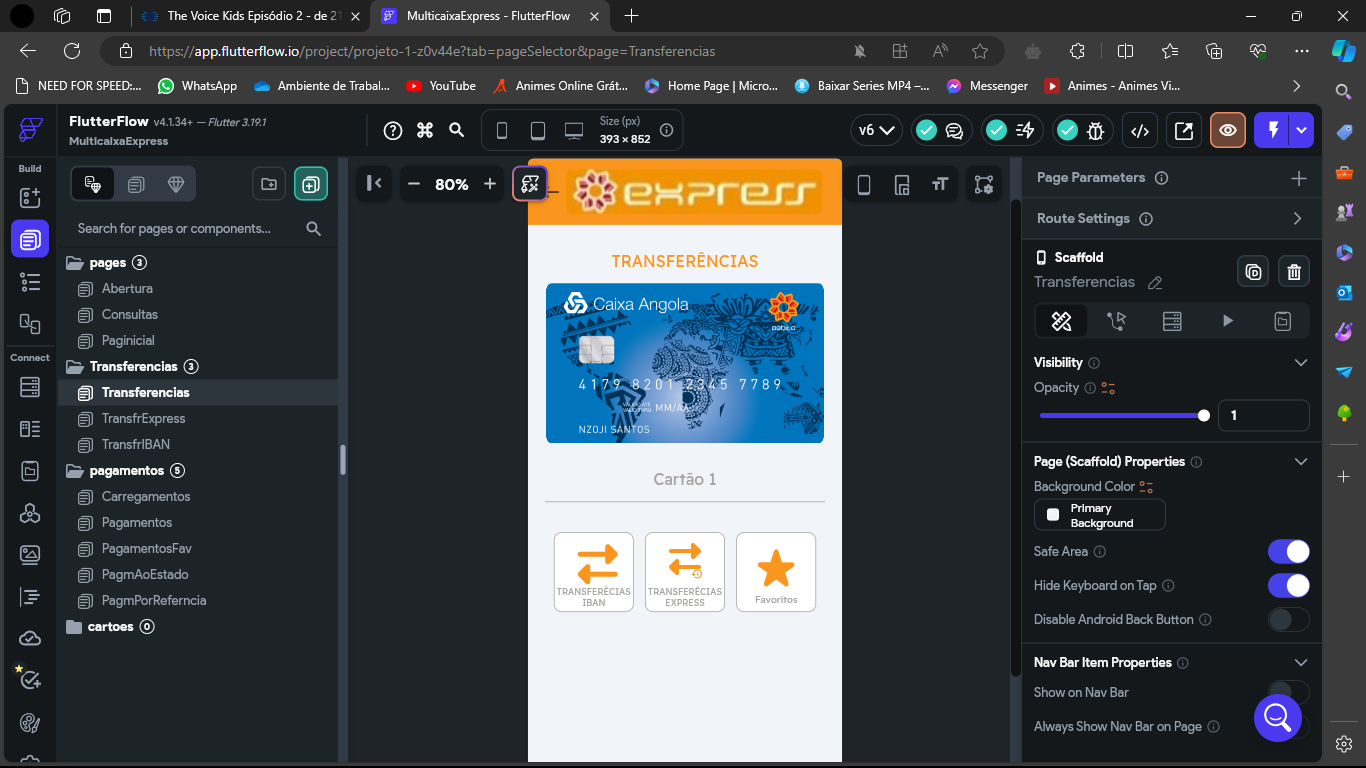 The Voice Kids Episódio 2 - de 21
MulticaixaExpress - FlutterFlow
https://app.flutterflow.io/project/projeto-1-z0v44e?tab=pageSelector&page=Transferencias
NEED FOR SPEED:...
WhatsApp
Ambiente de Trabal...
YouTube
Animes Online Grát...
Home Page | Micro...
Baixar Series MP4 –...
Messenger
Animes - Animes Vi...
FlutterFlow v4.1.34+ — Flutter 3.19.1
MulticaixaExpress
Size (px)
393 × 852
v6
Build
Connect
80%
Search for pages or components...
pages 3
Abertura
Consultas
Paginicial
Transferencias 3
Transferencias
TransfrExpress
TransfrIBAN
pagamentos 5
Carregamentos
Pagamentos
PagamentosFav
PagmAoEstado
PagmPorReferncia
cartoes 0
express
TRANSFERÊNCIAS
Caixa Angola
4179 8201 2345 7789
MM/AA
NZOJI SANTOS
Cartão 1
TRANSFERÊCIAS
IBAN
TRANSFERÊCIAS
EXPRESS
Favoritos
Page Parameters
Route Settings
Scaffold
Transferencias
Visibility
Opacity
1
Page (Scaffold) Properties
Background Color
Primary
Background
Safe Area
Hide Keyboard on Tap
Disable Android Back Button
Nav Bar Item Properties
Show on Nav Bar
Always Show Nav Bar on Page